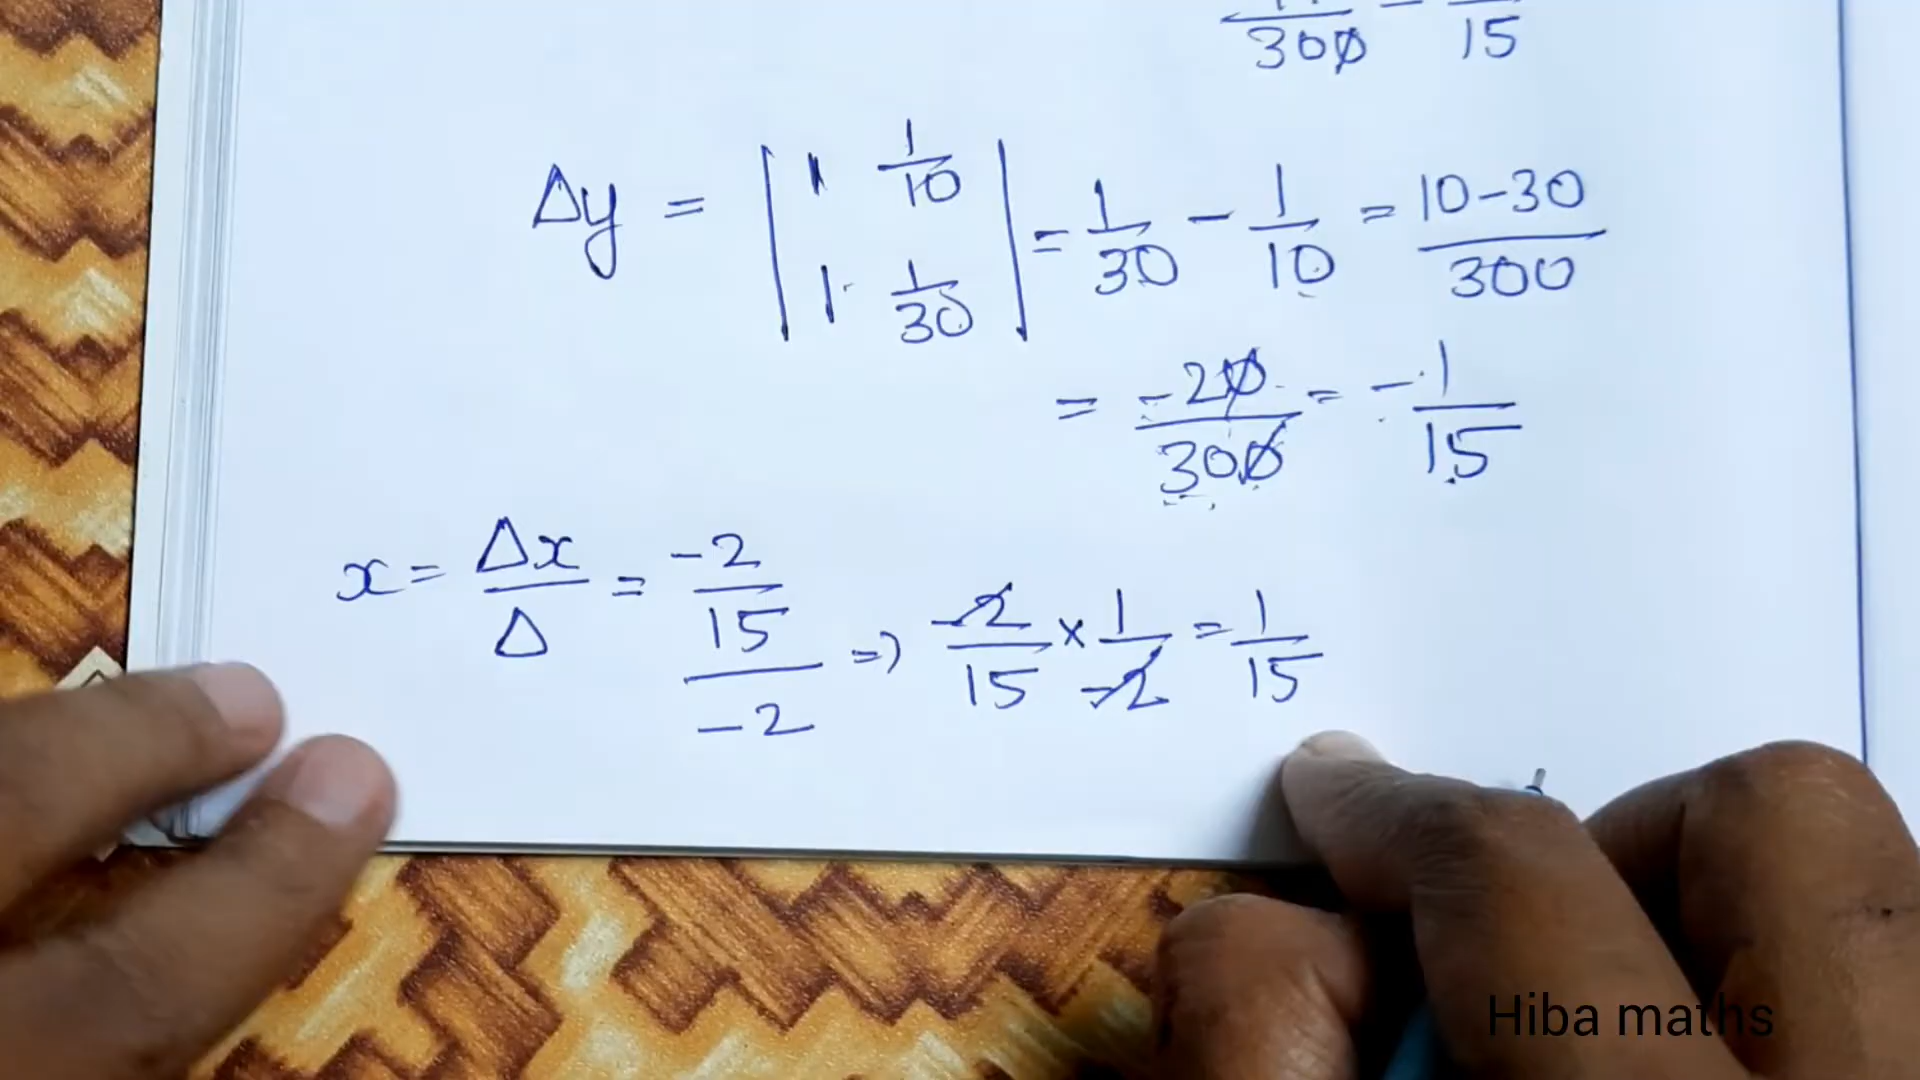 300 - 15
Δy = | 1 1/10 | = 1/30 - 1/10 = 10-30/300
| 1 1/30 |
= -20/300 = -1/15
x = Δx/Δ = -2/15/-2 => -2/15 × 1/-2 = 1/15
Hiba maths